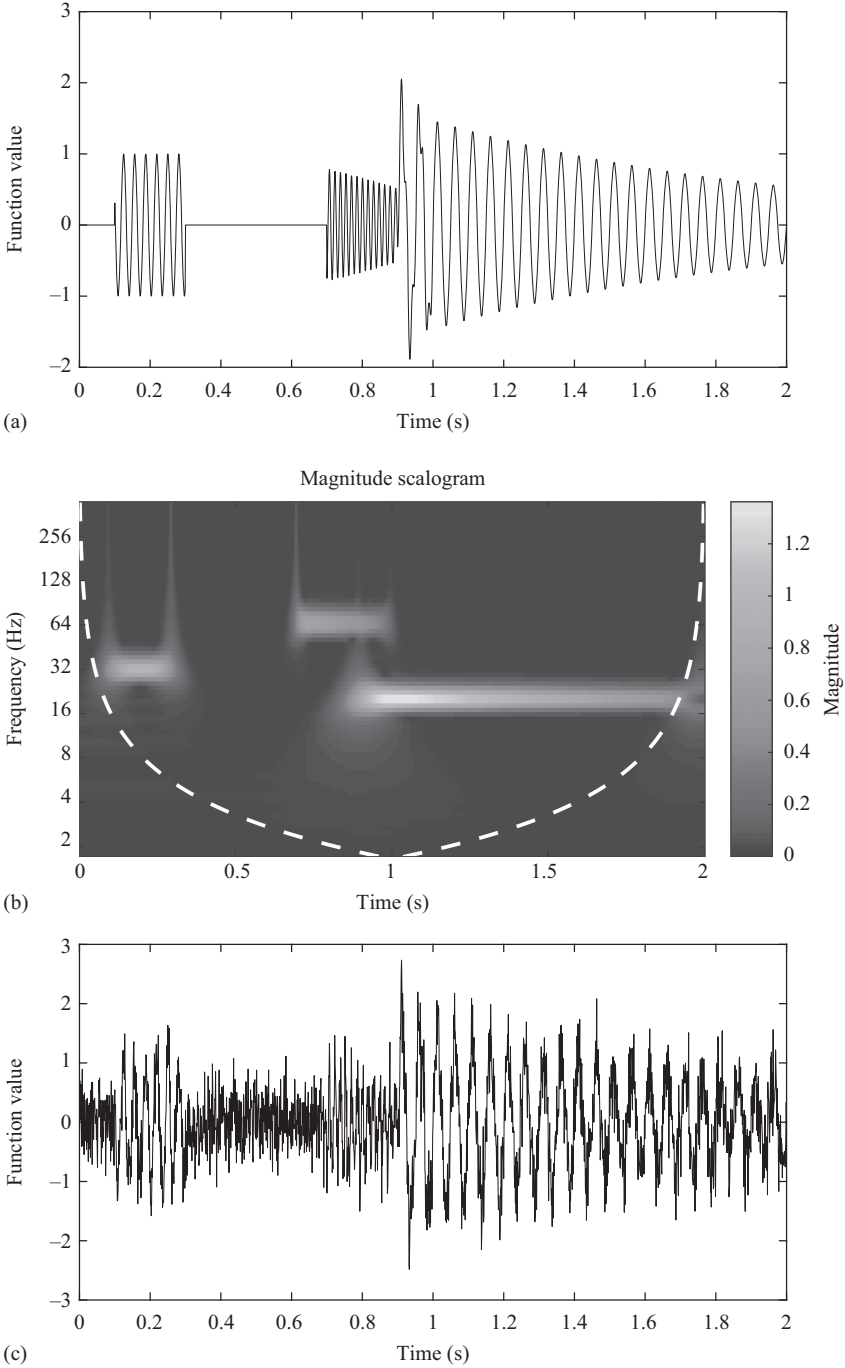 3
2
1
0
−1
−2
Function value
0 0.2 0.4 0.6 0.8 1 1.2 1.4 1.6 1.8 2
Time (s)
(a)
Magnitude scalogram
256
128
64
32
16
8
4
2
Frequency (Hz)
0 0.5 1 1.5 2
Time (s)
1.2
1
0.8
0.6
0.4
0.2
0
Magnitude
(b)
3
2
1
0
−1
−2
−3
Function value
0 0.2 0.4 0.6 0.8 1 1.2 1.4 1.6 1.8 2
Time (s)
(c)